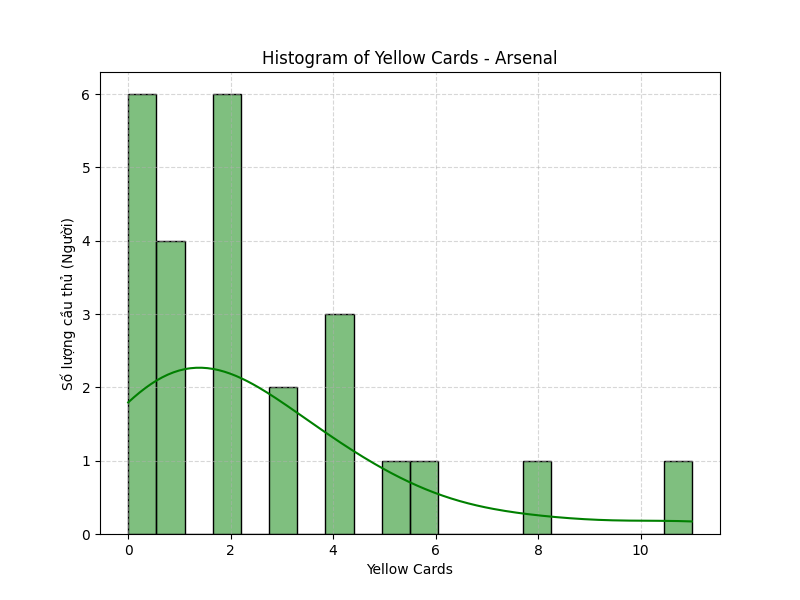 Histogram of Yellow Cards - Arsenal
6
5
4
3
2
1
0
Số lượng cầu thủ (Người)
0 2 4 6 8 10
Yellow Cards